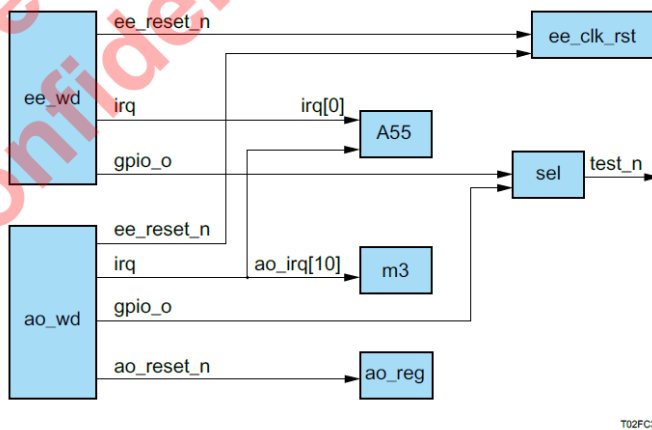 ee_reset_n
ee_clk_rst
ee_wd
irq
irq[0]
A55
gpio_o
sel
test_n
ee_reset_n
irq
ao_irq[10]
m3
ao_wd
gpio_o
ao_reset_n
ao_reg